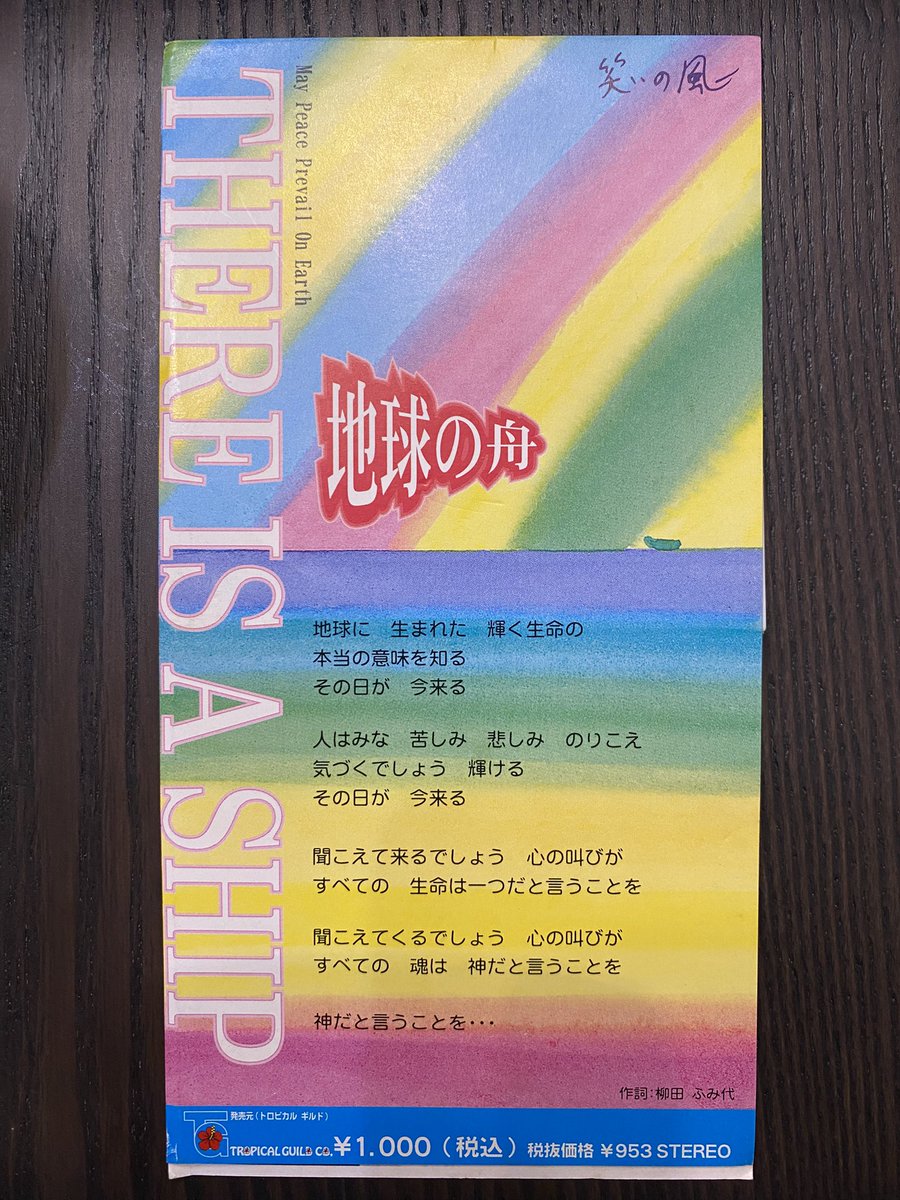 笑いの風
May Peace Prevail On Earth
THERE IS A SHIP
地球の舟
地球に　生まれた　輝く生命の
本当の意味を知る
その日が　今来る
人はみな　苦しみ　悲しみ　のりこえ
気づくでしょう　輝ける
その日が　今来る
聞こえて来るでしょう　心の叫びが
すべての　生命は一つだと言うことを
聞こえてくるでしょう　心の叫びが
すべての　魂は　神だと言うことを
神だと言うことを･･･
作詞:柳田 ふみ代
TG
発売元(トロピカル ギルド)
TROPICAL GUILD CO. ¥1.000（税込）税抜価格 ¥953 STEREO